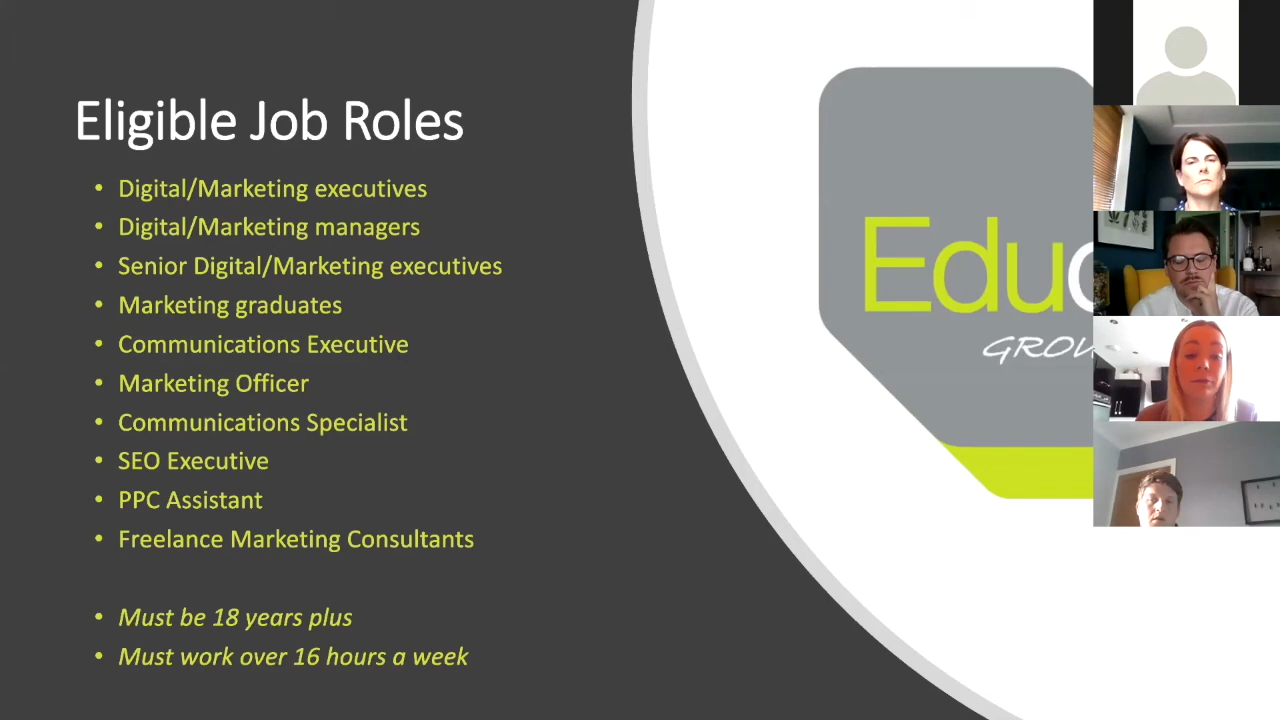 Eligible Job Roles
• Digital/Marketing executives
• Digital/Marketing managers
• Senior Digital/Marketing executives
• Marketing graduates
• Communications Executive
• Marketing Officer
• Communications Specialist
• SEO Executive
• PPC Assistant
• Freelance Marketing Consultants
• Must be 18 years plus
• Must work over 16 hours a week
Edu
GRO